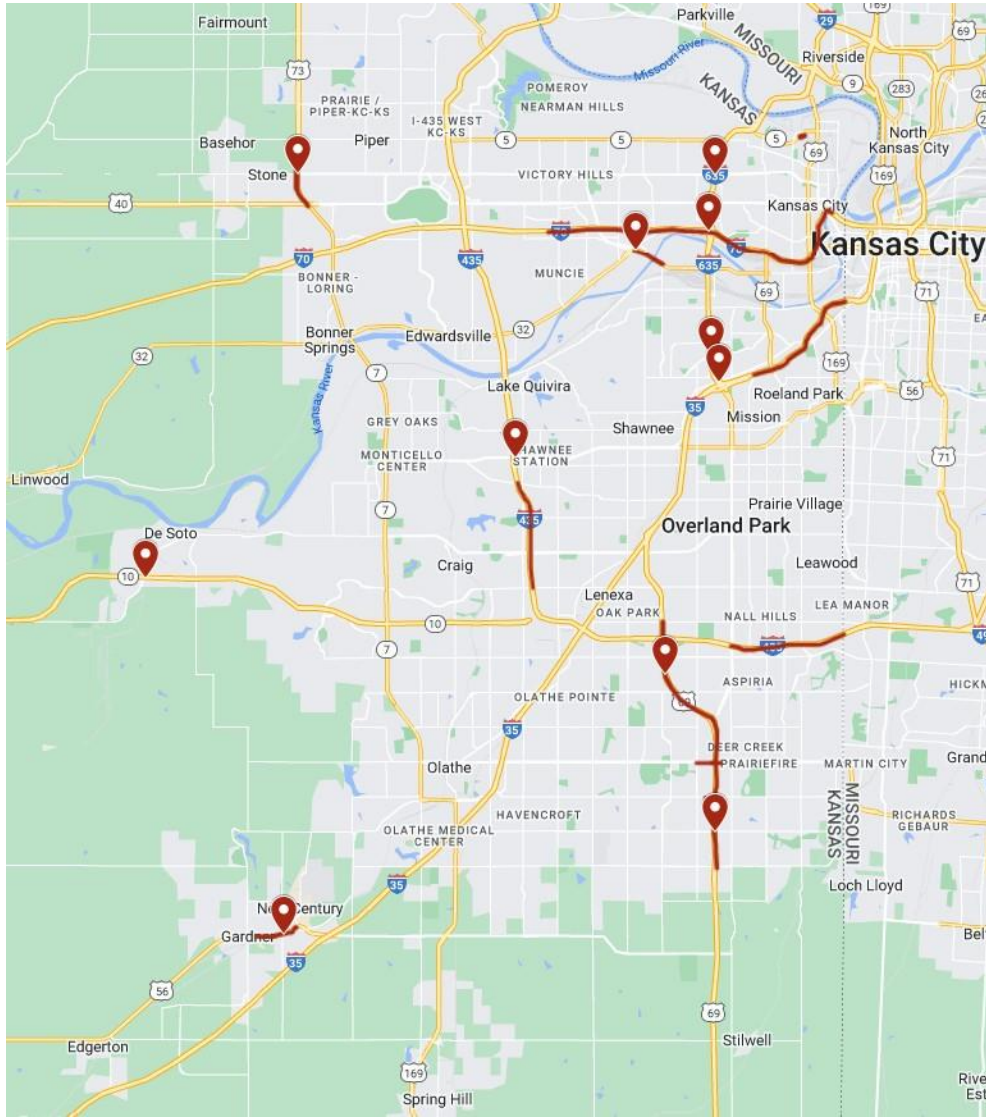 Fairmount
Parkville
169
29
69
MISSOURI
Missouri River
Riverside
73
POMEROY
NEARMAN HILLS
KANSAS
9
283
PRAIRIE /
PIPER-KC-KS
I-435 WEST
KC-KS
Basehor
Piper
5
5
5
69
North
Kansas City
169
Stone
VICTORY HILLS
635
40
Kansas City
70
70
Kansas City
70
435
MUNCIE
635
BONNER -
LORING
69
71
Bonner
Springs
Edwardsville
32
32
169
7
Lake Quivira
Roeland Park
56
Kansas River
35
Mission
GREY OAKS
Shawnee
MONTICELLO
CENTER
STATION
71
Linwood
7
Prairie Village
435
De Soto
Overland Park
10
Craig
Leawood
71
Lenexa
OAK PARK
NALL HILLS
LEA MANOR
10
7
435
49
ASPIRIA
OLATHE POINTE
69
35
DEER CREEK
PRAIRIEFIRE
MARTIN CITY
Olathe
MISSOURI
KANSAS
HAVENCROFT
RICHARDS
GEBAUR
OLATHE MEDICAL
CENTER
35
Loch Lloyd
Century
Gardner
35
56
69
Edgerton
Stilwell
169
Spring Hill